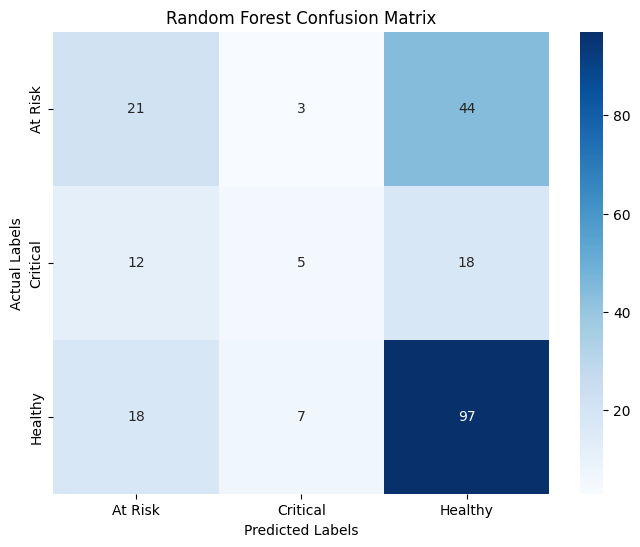 Random Forest Confusion Matrix
Actual Labels
At Risk
21 3 44
80
Critical
12 5 18
60
40
Healthy
18 7 97
20
At Risk Critical Healthy
Predicted Labels